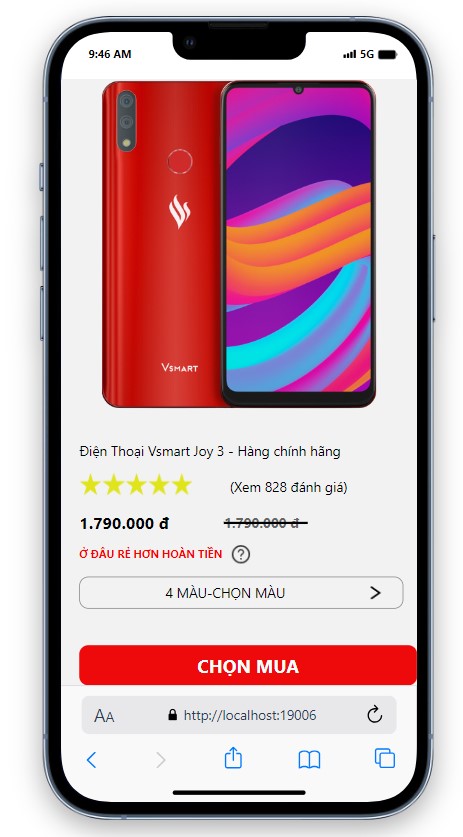 9:46 AM 5G
VSMART
Điện Thoại Vsmart Joy 3 - Hàng chính hãng
(Xem 828 đánh giá)
1.790.000 đ 1.790.000 đ
Ở ĐÂU RẺ HƠN HOÀN TIỀN ?
4 MÀU-CHỌN MÀU
CHỌN MUA
AA http://localhost:19006